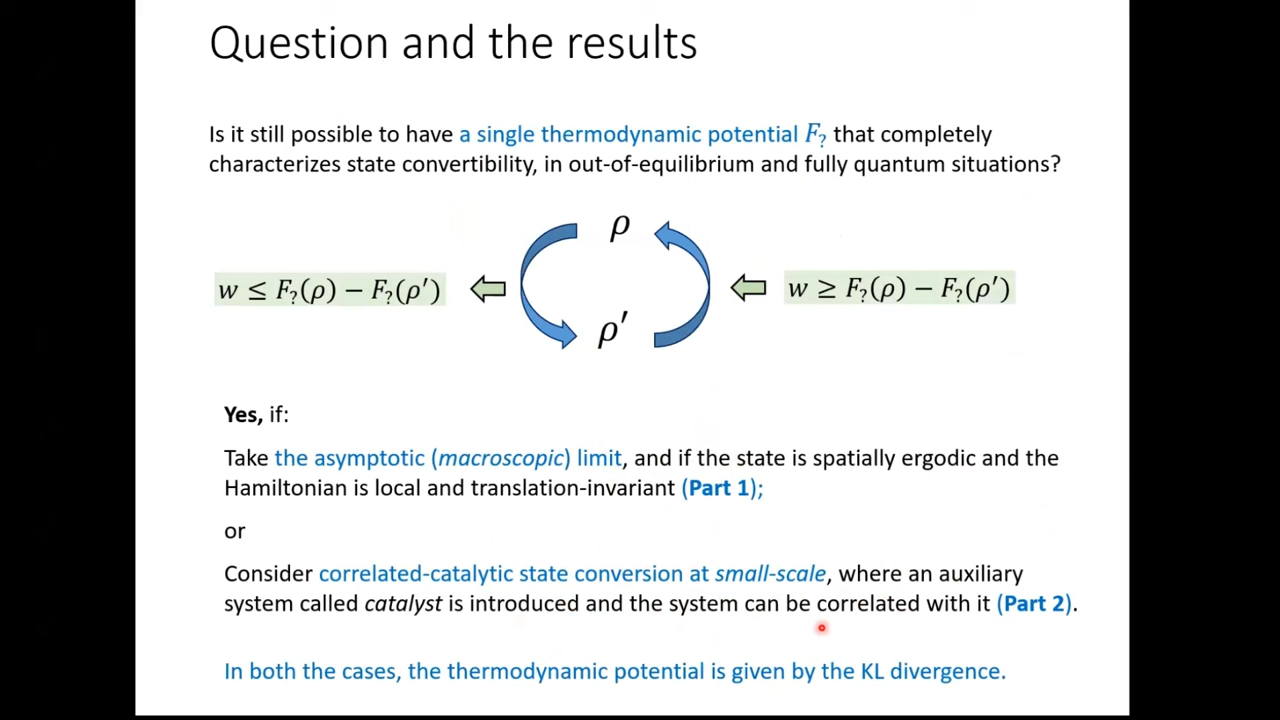 Question and the results
Is it still possible to have a single thermodynamic potential F? that completely
characterizes state convertibility, in out-of-equilibrium and fully quantum situations?
ρ
w ≤ F?(ρ) − F?(ρ′)
w ≥ F?(ρ) − F?(ρ′)
ρ′
Yes, if:
Take the asymptotic (macroscopic) limit, and if the state is spatially ergodic and the
Hamiltonian is local and translation-invariant (Part 1);
or
Consider correlated-catalytic state conversion at small-scale, where an auxiliary
system called catalyst is introduced and the system can be correlated with it (Part 2).
In both the cases, the thermodynamic potential is given by the KL divergence.